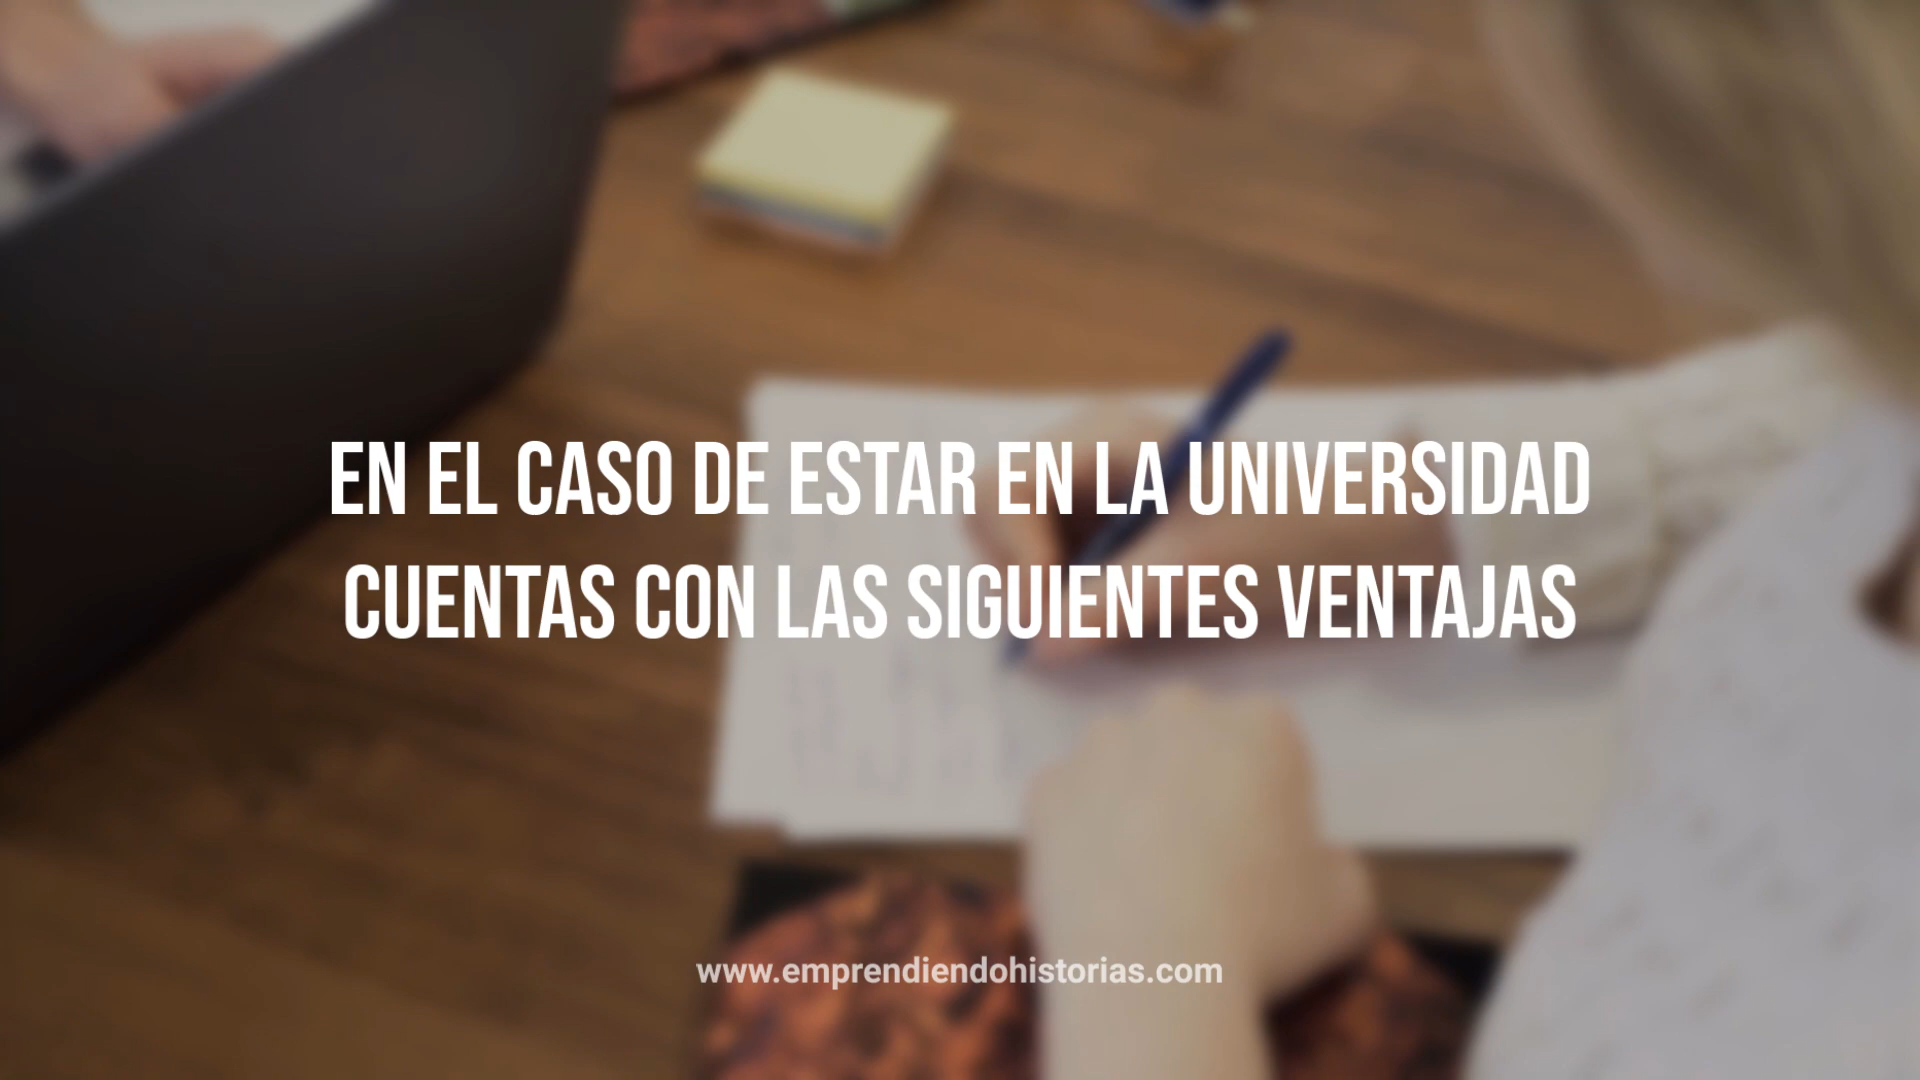 EN EL CASO DE ESTAR EN LA UNIVERSIDAD
CUENTAS CON LAS SIGUIENTES VENTAJAS
www.emprendiendohistorias.com